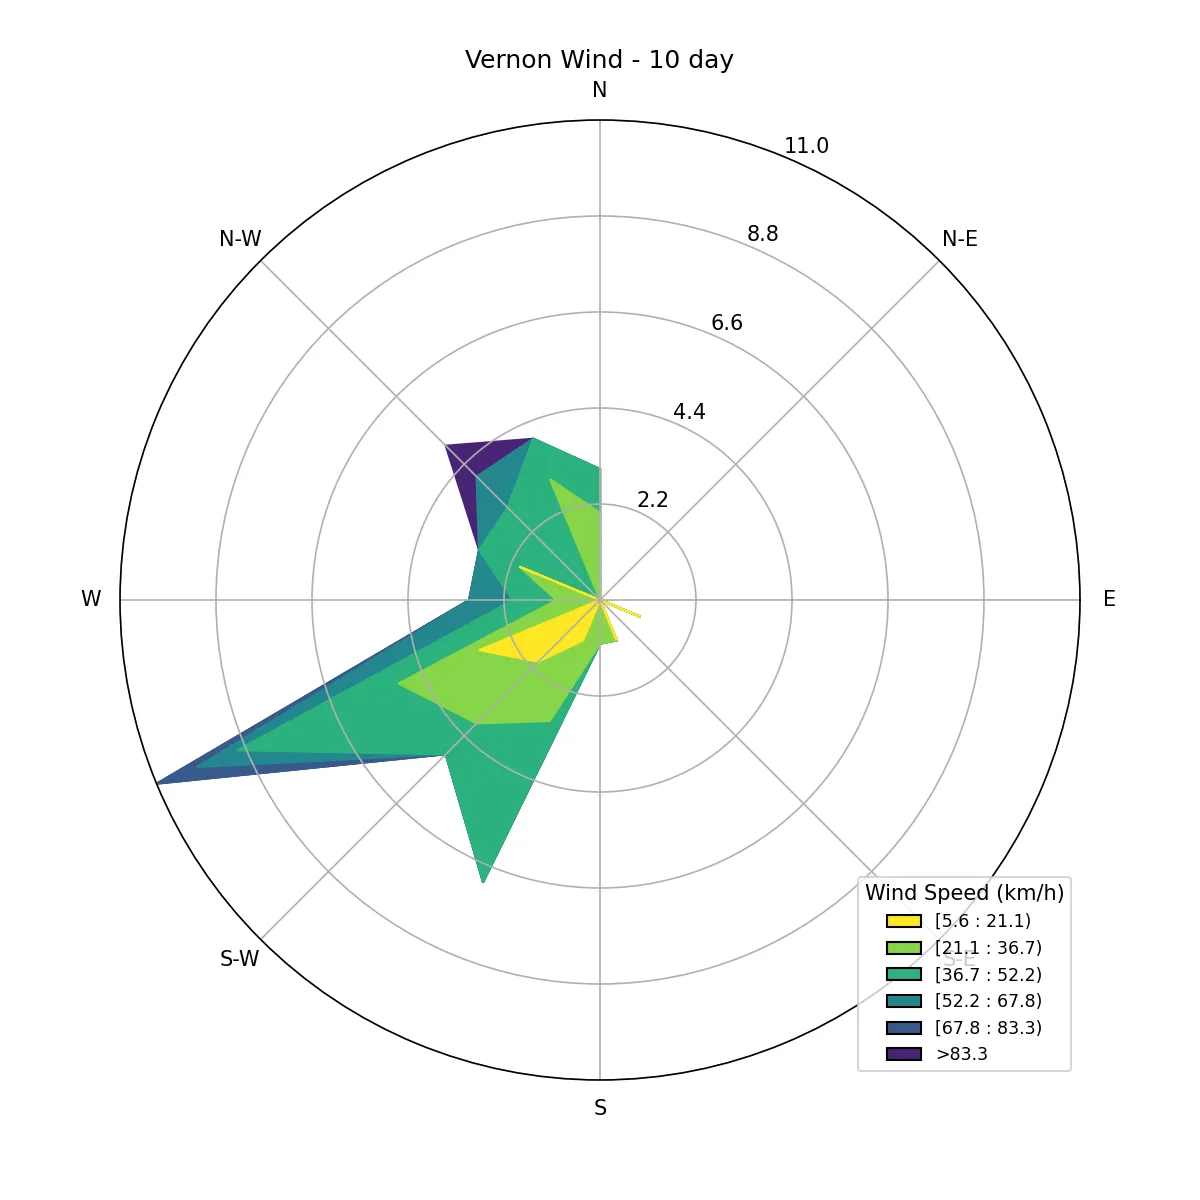 Vernon Wind - 10 day
N
11.0
N-W
8.8
N-E
6.6
4.4
2.2
W
E
S-W
S-E
Wind Speed (km/h)
[5.6 : 21.1)
[21.1 : 36.7)
[36.7 : 52.2)
[52.2 : 67.8)
[67.8 : 83.3)
>83.3
S